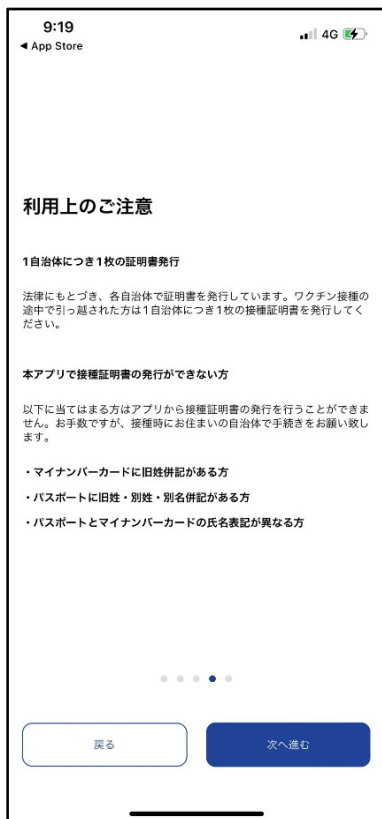 9:19
4G
◀ App Store
利用上のご注意
1自治体につき1枚の証明書発行
法律にもとづき、各自治体で証明書を発行しています。ワクチン接種の
途中で引っ越された方は1自治体につき1枚の接種証明書を発行してく
ださい。
本アプリで接種証明書の発行ができない方
以下に当てはまる方はアプリから接種証明書の発行を行うことができま
せん。お手数ですが、接種時にお住まいの自治体で手続きをお願い致し
ます。
・マイナンバーカードに旧姓併記がある方
・パスポートに旧姓・別姓・別名併記がある方
・パスポートとマイナンバーカードの氏名表記が異なる方
戻る
次へ進む